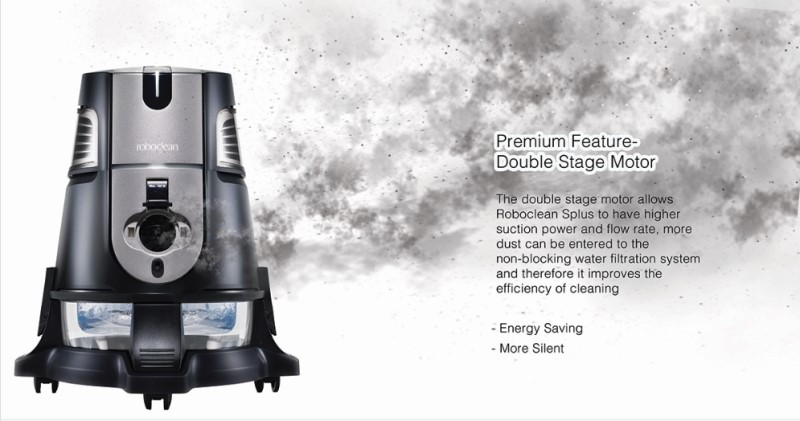 roboclean
Premium Feature-
Double Stage Motor
The double stage motor allows
Roboclean Splus to have higher
suction power and flow rate, more
dust can be entered to the
non-blocking water filtration system
and therefore it improves the
efficiency of cleaning
- Energy Saving
- More Silent